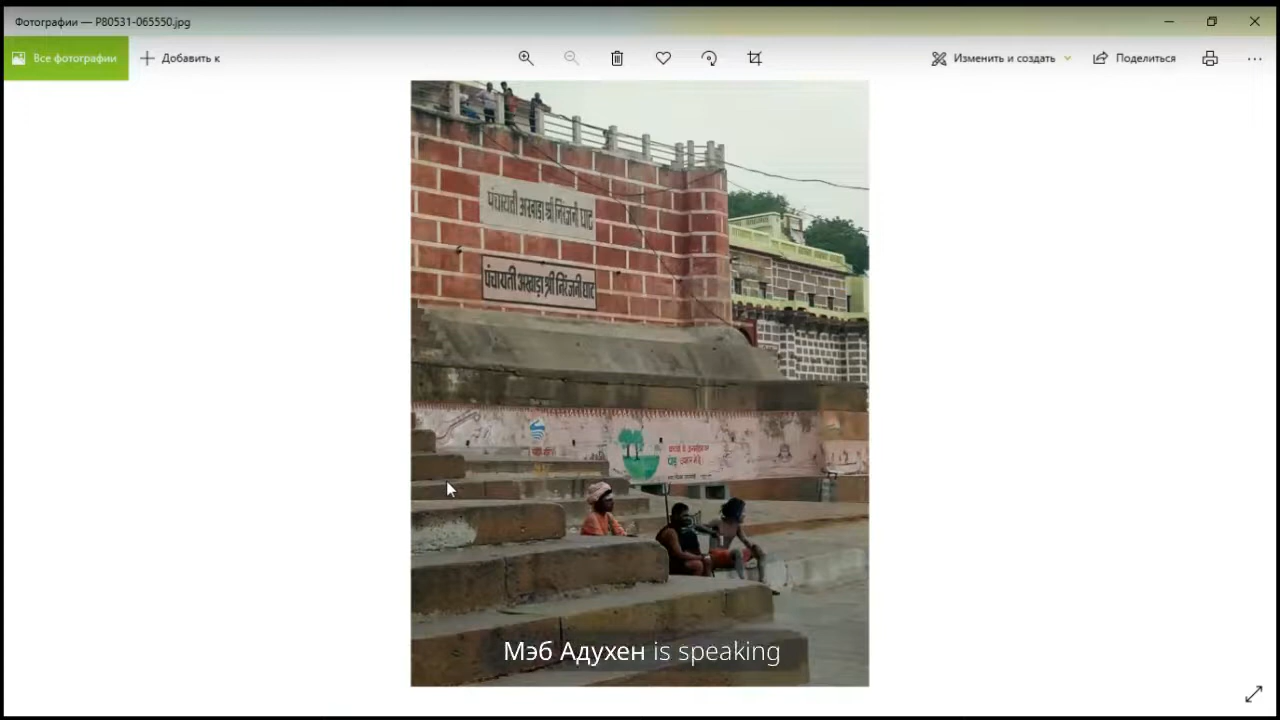 Фотографии — P80531-065550.jpg
Все фотографии
Добавить к
Изменить и создать
Поделиться
पंचायती अखाड़ा श्री निरंजनी घाट
पंचायती अखाड़ा श्री निरंजनी घाट
Мэб Адухен is speaking